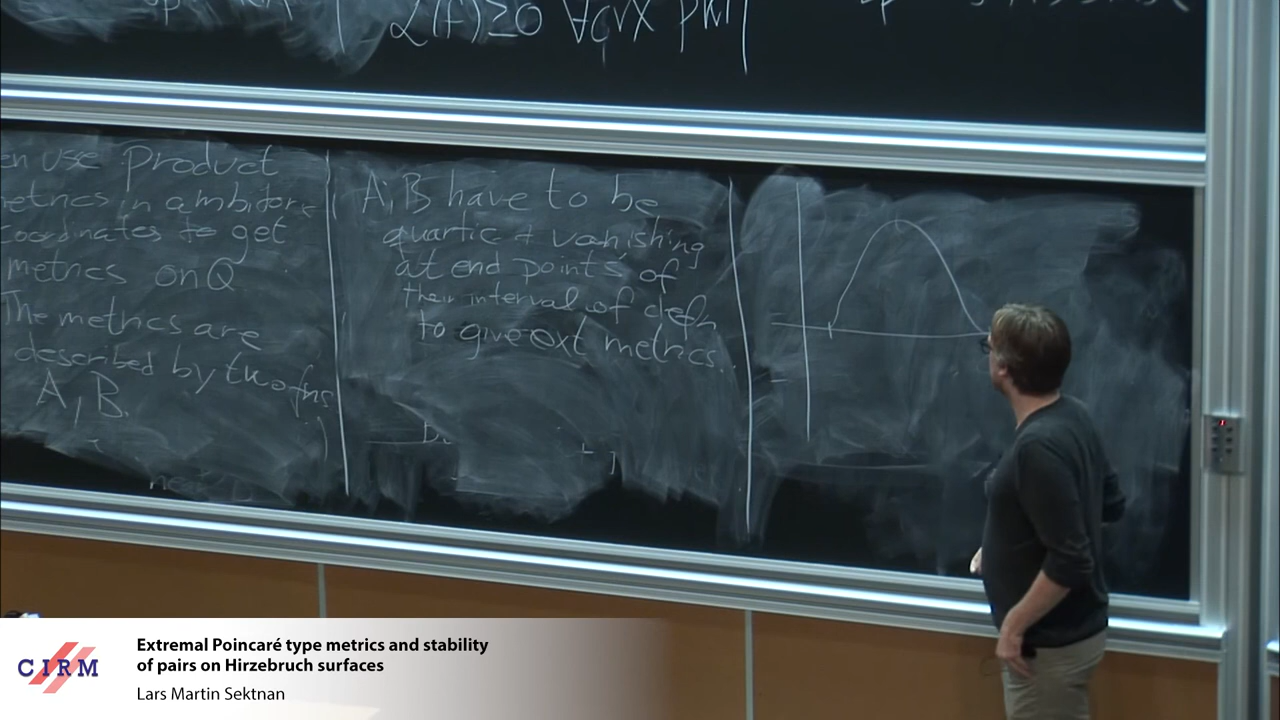 L(f) ≥ 0 ∀ cvx
en use product
metrics in ambitoric
coordinates to get
metrics on Q
The metrics are
described by two fns
A, B.
A, B have to be
quartic + vanishing
at end points of
their interval of defn
to give ext metrics.
CIRM
Extremal Poincaré type metrics and stability
of pairs on Hirzebruch surfaces
Lars Martin Sektnan